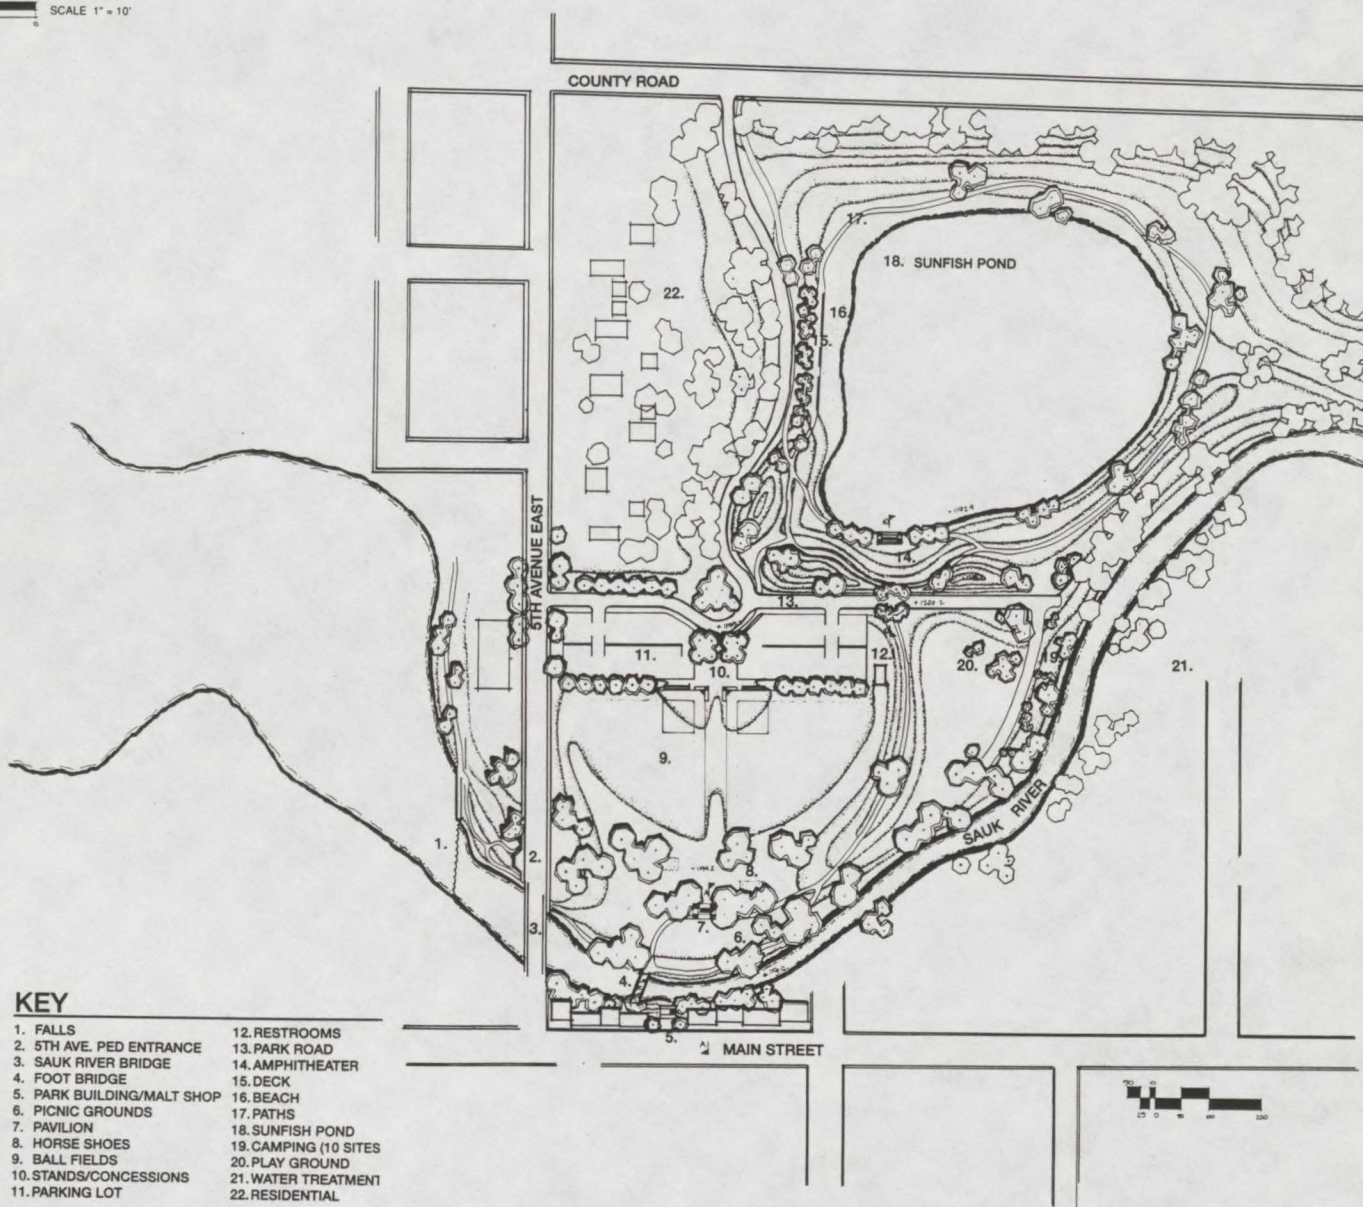 SCALE 1" = 10'
0
COUNTY ROAD
17.
18. SUNFISH POND
22.
16.
15.
5TH AVENUE EAST
14.
13.
12.
11.
10.
20.
19.
21.
9.
SAUK RIVER
1.
2.
8.
7.
6.
3.
4.
5.
MAIN STREET
KEY
1. FALLS
2. 5TH AVE. PED ENTRANCE
3. SAUK RIVER BRIDGE
4. FOOT BRIDGE
5. PARK BUILDING/MALT SHOP
6. PICNIC GROUNDS
7. PAVILION
8. HORSE SHOES
9. BALL FIELDS
10. STANDS/CONCESSIONS
11. PARKING LOT
12. RESTROOMS
13. PARK ROAD
14. AMPHITHEATER
15. DECK
16. BEACH
17. PATHS
18. SUNFISH POND
19. CAMPING (10 SITES
20. PLAY GROUND
21. WATER TREATMENT
22. RESIDENTIAL
25 0
200